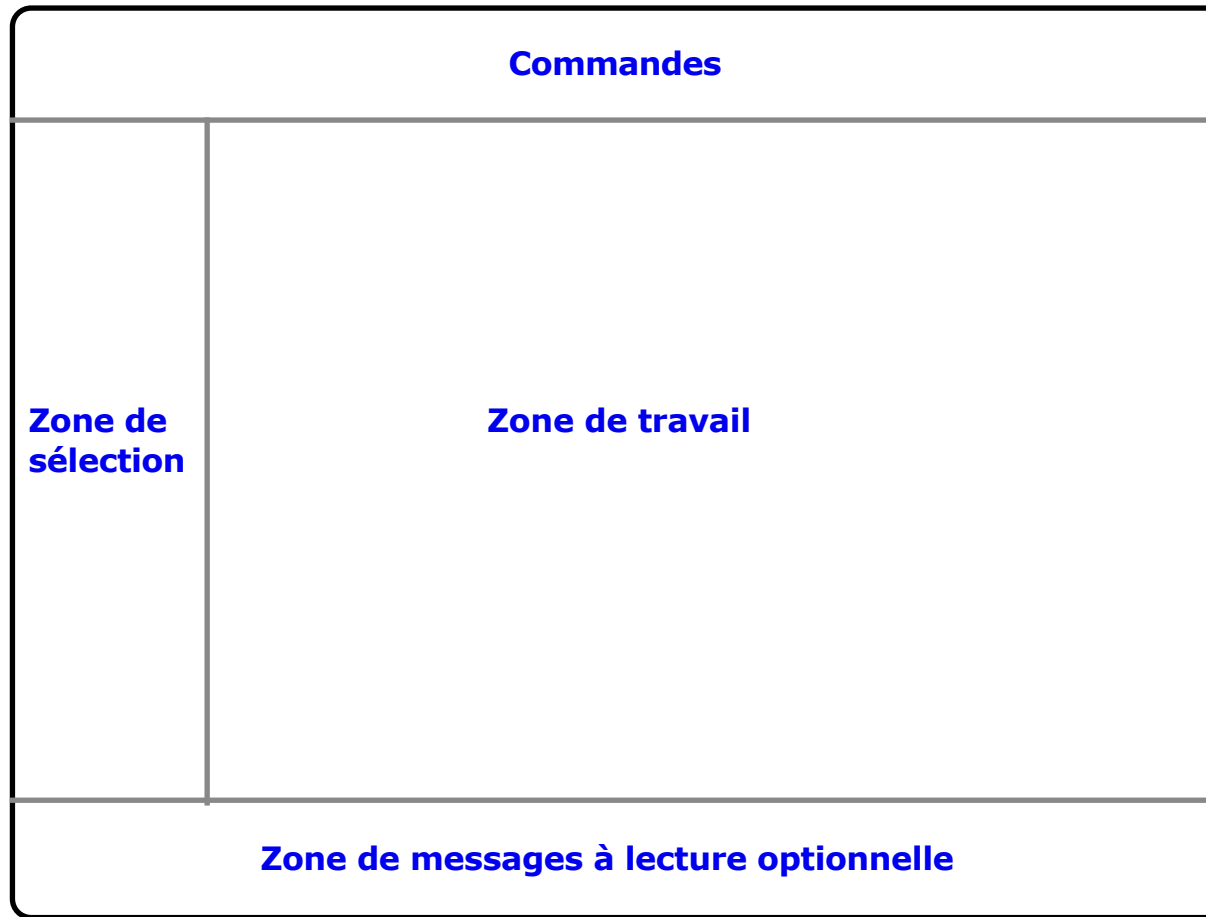 Commandes
Zone de
sélection
Zone de travail
Zone de messages à lecture optionnelle